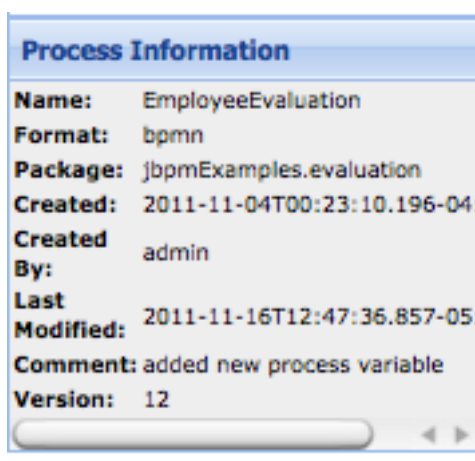 Process Information
Name: EmployeeEvaluation
Format: bpmn
Package: jbpmExamples.evaluation
Created: 2011-11-04T00:23:10.196-04
Created
By: admin
Last
Modified: 2011-11-16T12:47:36.857-05
Comment: added new process variable
Version: 12